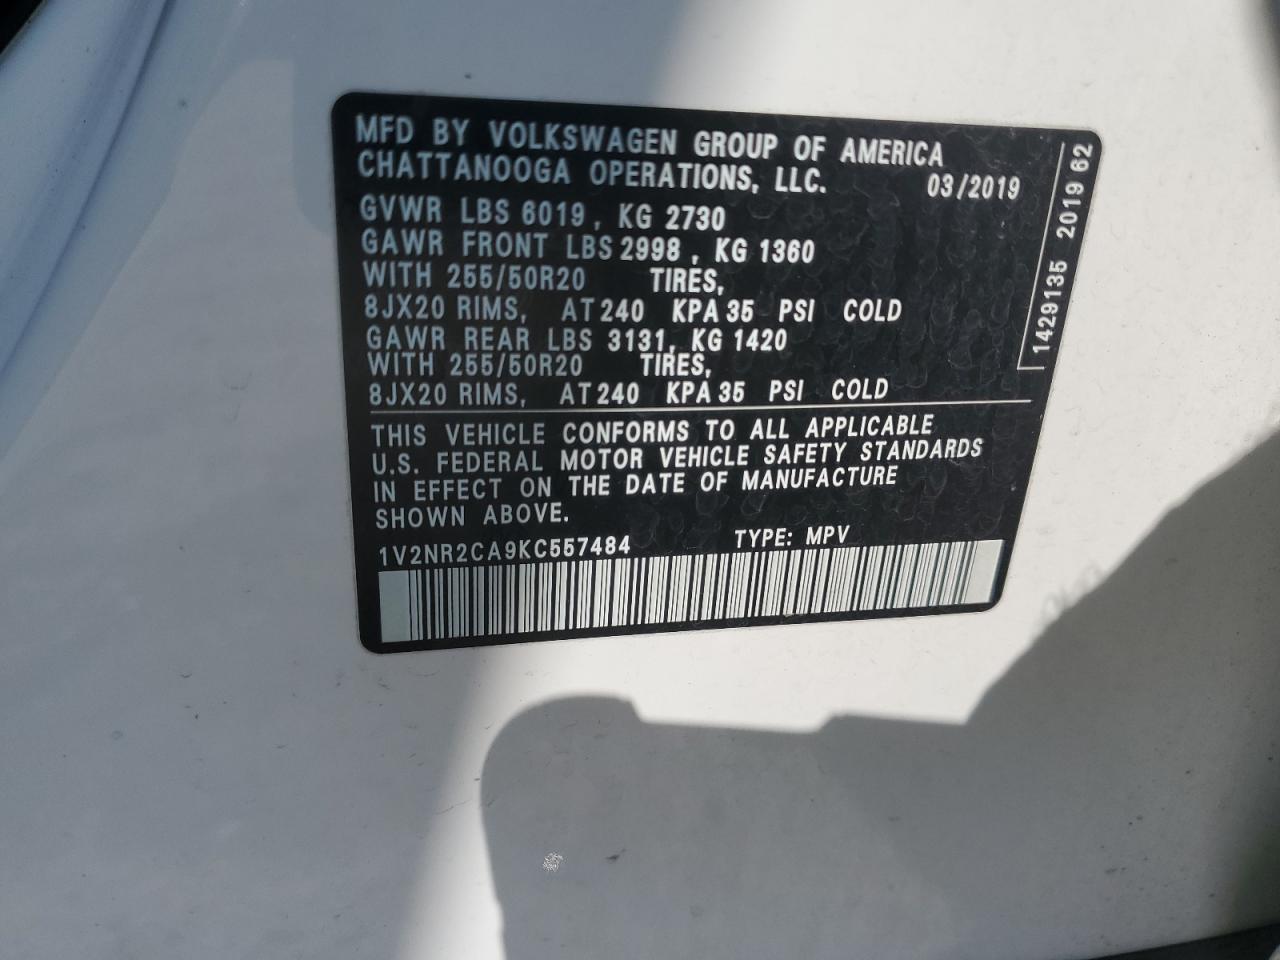 MFD BY VOLKSWAGEN GROUP OF AMERICA
CHATTANOOGA OPERATIONS, LLC. 03/2019
GVWR LBS 6019, KG 2730
GAWR FRONT LBS 2998, KG 1360
WITH 255/50R20 TIRES,
8JX20 RIMS, AT 240 KPA 35 PSI COLD
GAWR REAR LBS 3131, KG 1420
WITH 255/50R20 TIRES,
8JX20 RIMS, AT 240 KPA 35 PSI COLD
THIS VEHICLE CONFORMS TO ALL APPLICABLE
U.S. FEDERAL MOTOR VEHICLE SAFETY STANDARDS
IN EFFECT ON THE DATE OF MANUFACTURE
SHOWN ABOVE.
1V2NR2CA9KC557484 TYPE: MPV
1429135 2019 62